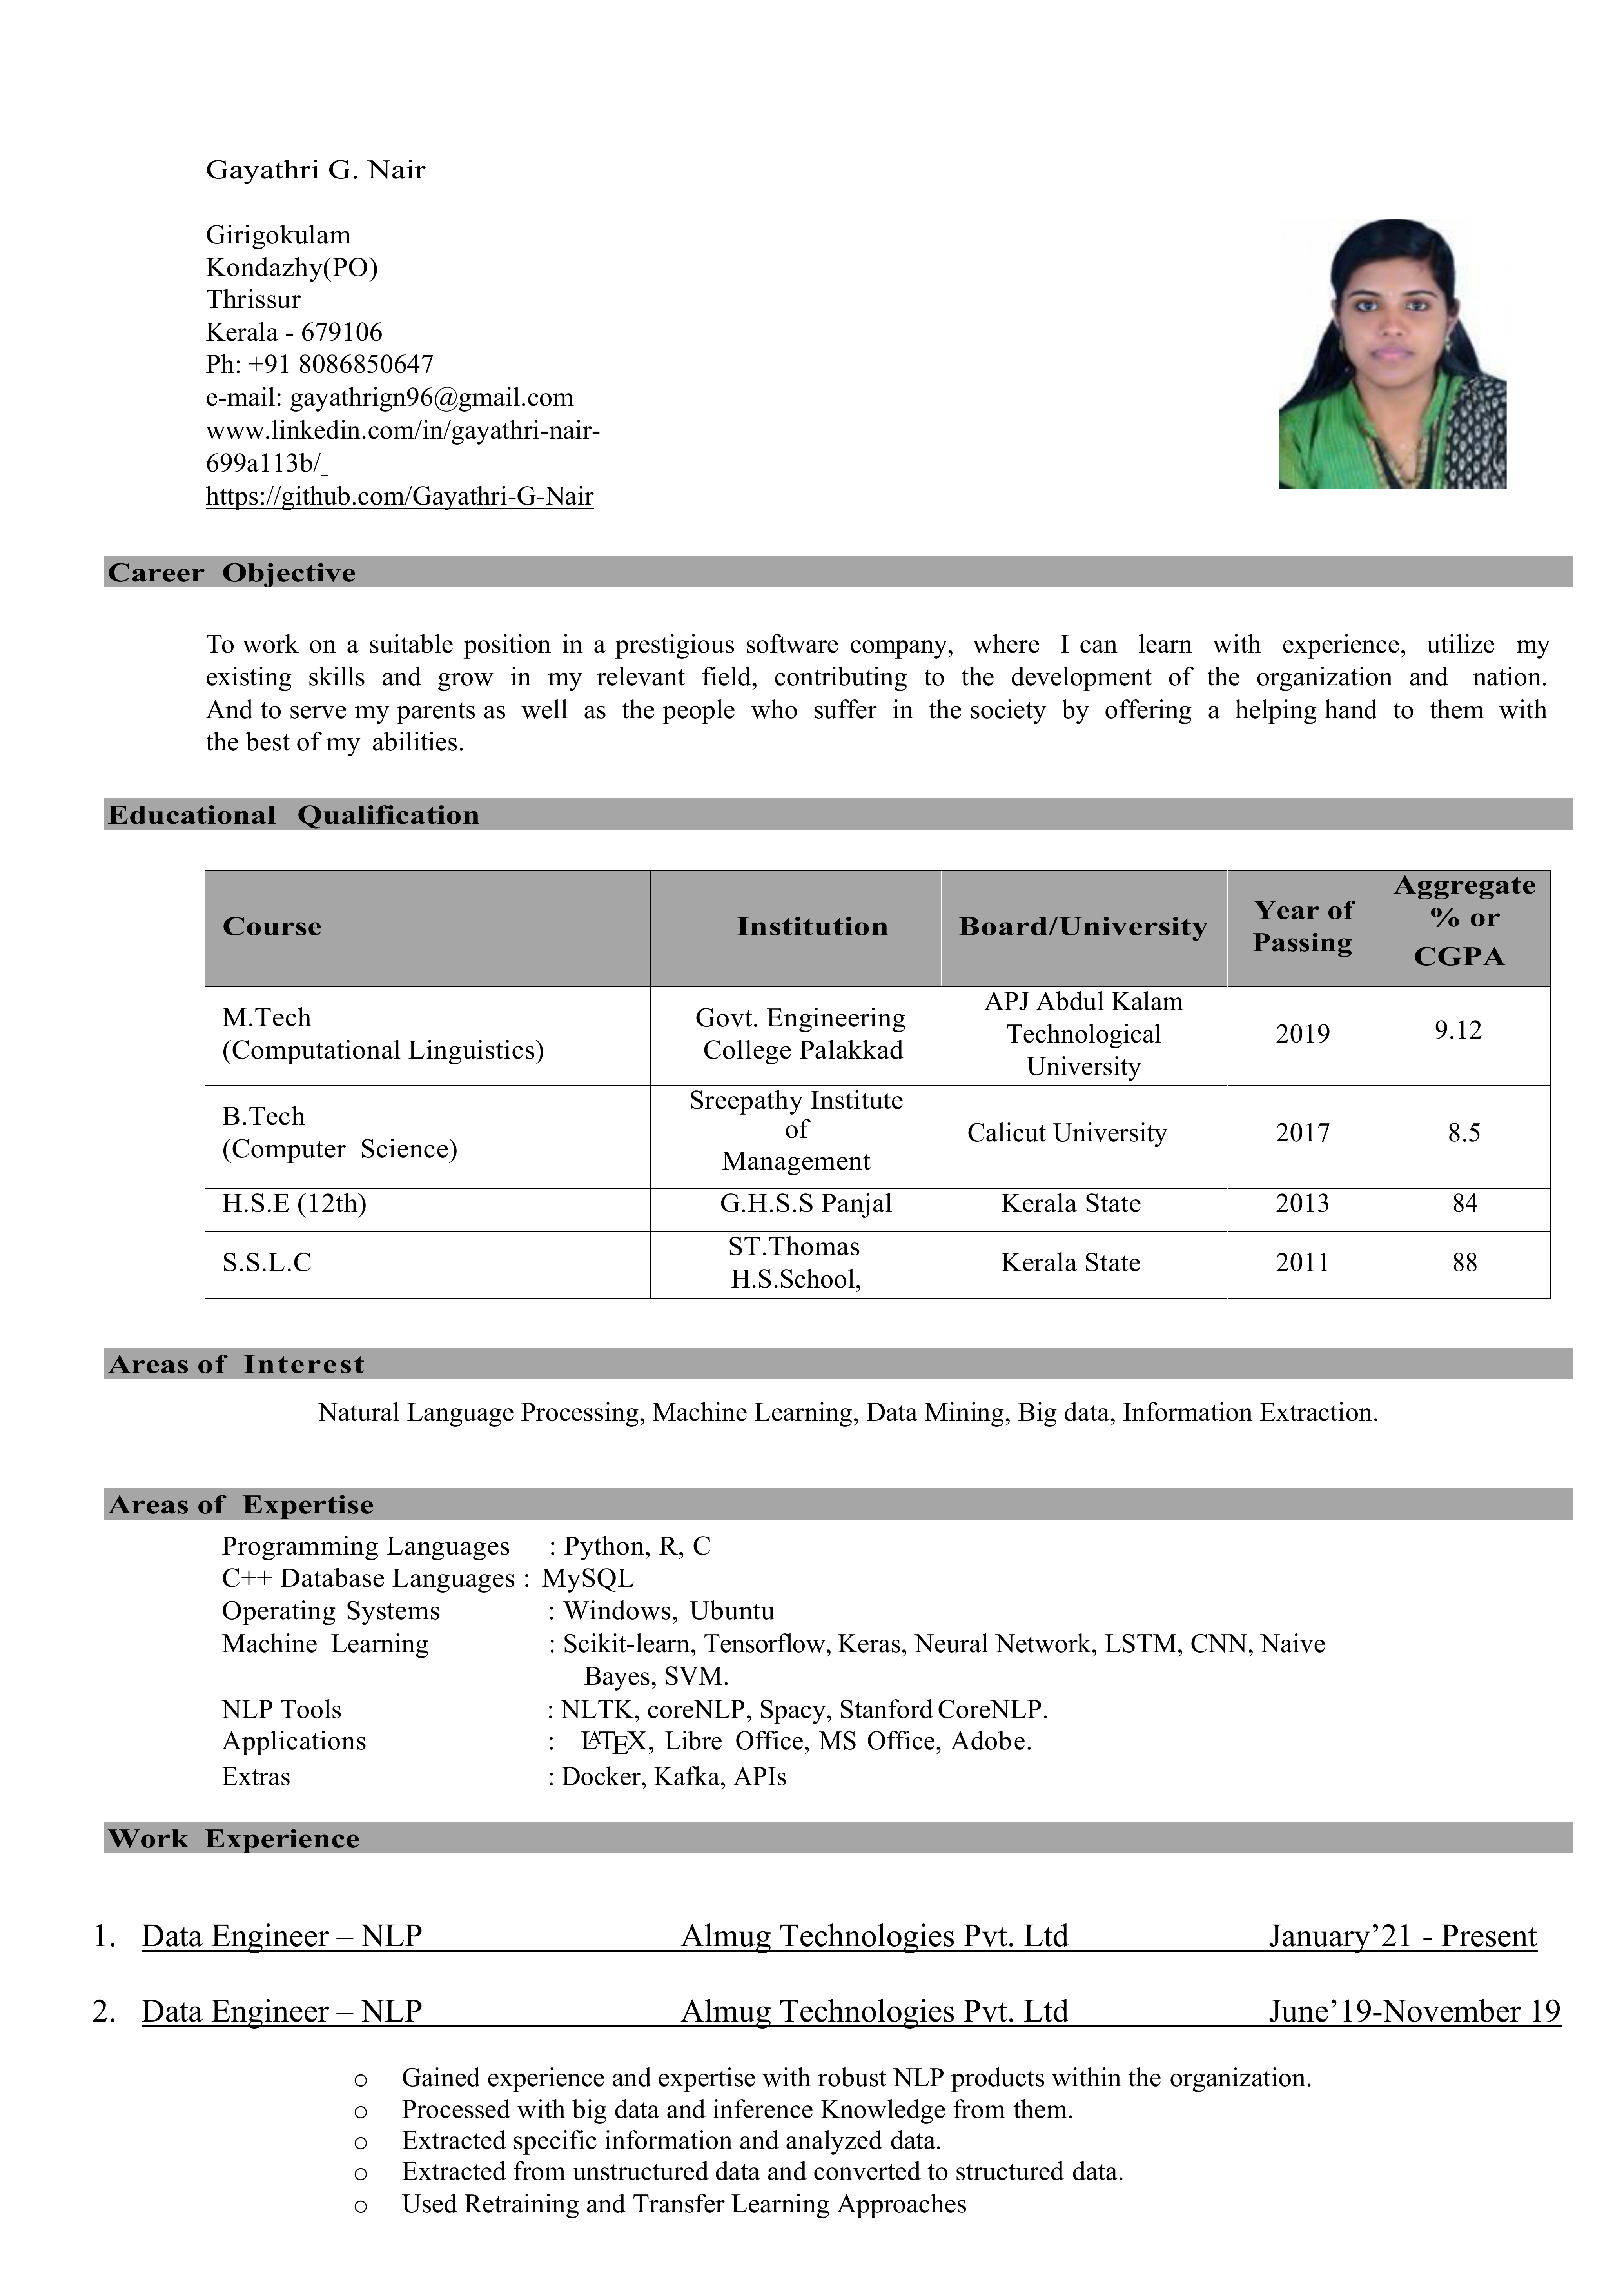 Gayathri G. Nair
Girigokulam
Kondazhy(PO)
Thrissur
Kerala - 679106
Ph: +91 8086850647
e-mail: gayathrign96@gmail.com
www.linkedin.com/in/gayathri-nair-
699a113b/
https://github.com/Gayathri-G-Nair
Career Objective
To work on a suitable position in a prestigious software company, where I can learn with experience, utilize my
existing skills and grow in my relevant field, contributing to the development of the organization and nation.
And to serve my parents as well as the people who suffer in the society by offering a helping hand to them with
the best of my abilities.
Educational Qualification
Course Institution Board/University Year of Passing Aggregate % or CGPA
M.Tech (Computational Linguistics) Govt. Engineering College Palakkad APJ Abdul Kalam Technological University 2019 9.12
B.Tech (Computer Science) Sreepathy Institute of Management Calicut University 2017 8.5
H.S.E (12th) G.H.S.S Panjal Kerala State 2013 84
S.S.L.C ST.Thomas H.S.School, Kerala State 2011 88
Areas of Interest
Natural Language Processing, Machine Learning, Data Mining, Big data, Information Extraction.
Areas of Expertise
Programming Languages : Python, R, C
C++ Database Languages : MySQL
Operating Systems : Windows, Ubuntu
Machine Learning : Scikit-learn, Tensorflow, Keras, Neural Network, LSTM, CNN, Naive
Bayes, SVM.
NLP Tools : NLTK, coreNLP, Spacy, Stanford CoreNLP.
Applications : LATEX, Libre Office, MS Office, Adobe.
Extras : Docker, Kafka, APIs
Work Experience
1. Data Engineer – NLP Almug Technologies Pvt. Ltd January’21 - Present
2. Data Engineer – NLP Almug Technologies Pvt. Ltd June’19-November 19
o Gained experience and expertise with robust NLP products within the organization.
o Processed with big data and inference Knowledge from them.
o Extracted specific information and analyzed data.
o Extracted from unstructured data and converted to structured data.
o Used Retraining and Transfer Learning Approaches